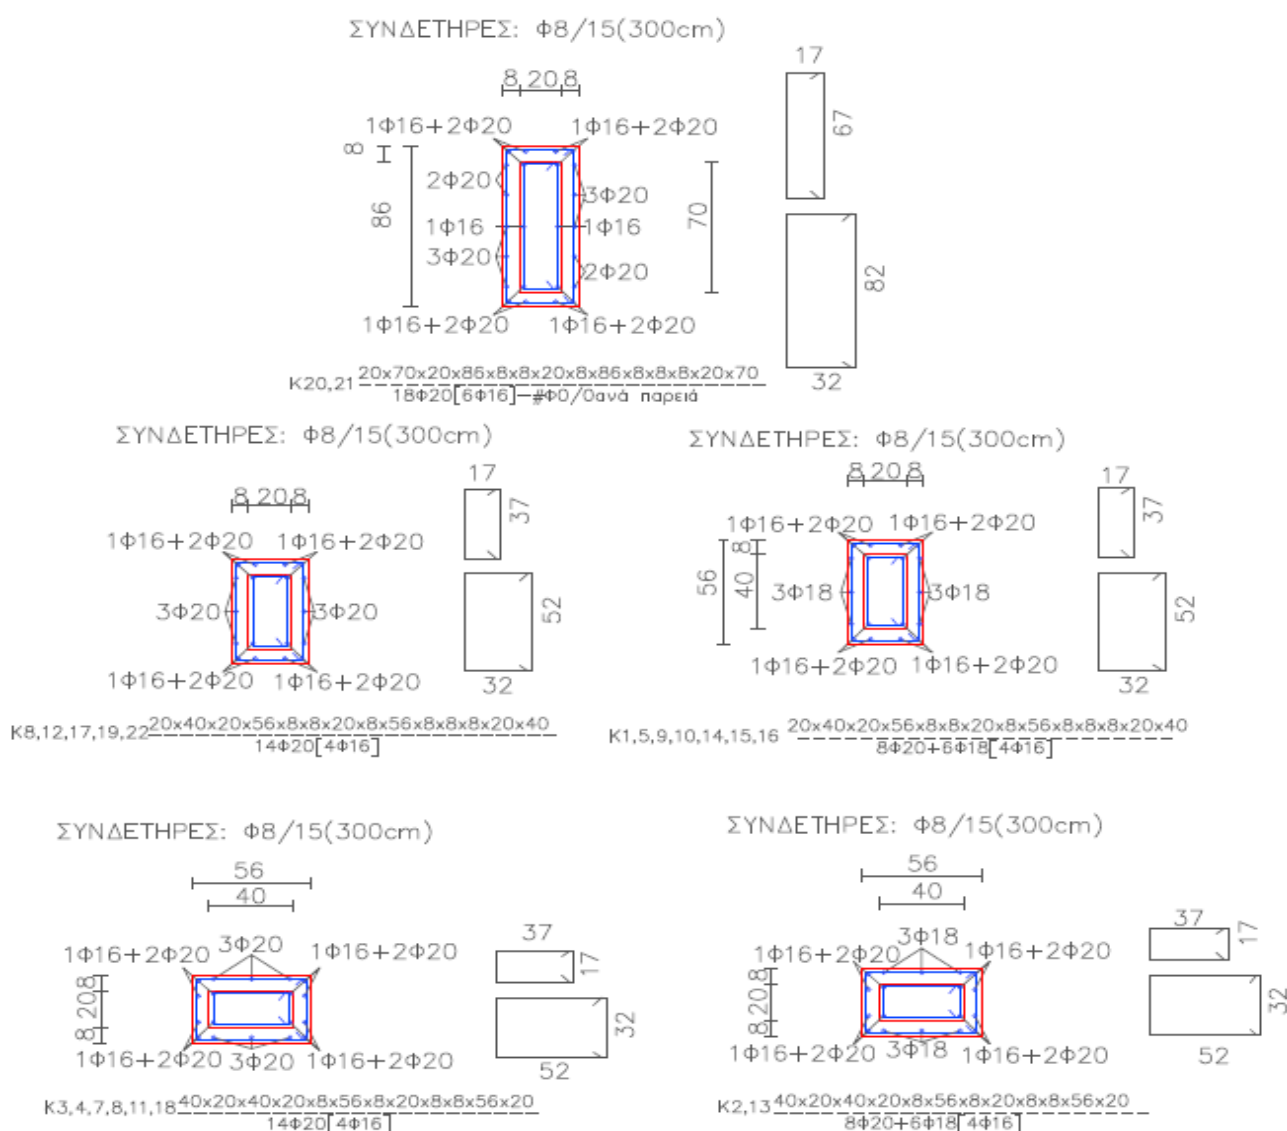 ΣΥΝΔΕΤΗΡΕΣ: Φ8/15(300cm)
8 20 8
17
67
1Φ16+2Φ20 1Φ16+2Φ20
8
2Φ20 3Φ20
86
1Φ16 1Φ16
70
3Φ20 2Φ20
82
1Φ16+2Φ20 1Φ16+2Φ20
32
K20,21 20x70x20x86x8x8x20x8x86x8x8x8x20x70
18Φ20[6Φ16]—#Φ0/0ανά παρειά
ΣΥΝΔΕΤΗΡΕΣ: Φ8/15(300cm)
8 20 8
17
37
1Φ16+2Φ20 1Φ16+2Φ20
3Φ20 3Φ20
52
1Φ16+2Φ20 1Φ16+2Φ20
32
K8,12,17,19,22 20x40x20x56x8x8x20x8x56x8x8x8x20x40
14Φ20[4Φ16]
ΣΥΝΔΕΤΗΡΕΣ: Φ8/15(300cm)
8 20 8
17
37
1Φ16+2Φ20 1Φ16+2Φ20
8
56
40
3Φ18 3Φ18
52
1Φ16+2Φ20 1Φ16+2Φ20
32
K1,5,9,10,14,15,16 20x40x20x56x8x8x20x8x56x8x8x8x20x40
8Φ20+6Φ18[4Φ16]
ΣΥΝΔΕΤΗΡΕΣ: Φ8/15(300cm)
56
40
37
17
1Φ16+2Φ20 3Φ20 1Φ16+2Φ20
8 20 8
32
1Φ16+2Φ20 3Φ20 1Φ16+2Φ20
52
K3,4,7,8,11,18 40x20x40x20x8x56x8x20x8x8x56x20
14Φ20[4Φ16]
ΣΥΝΔΕΤΗΡΕΣ: Φ8/15(300cm)
56
40
37
17
1Φ16+2Φ20 3Φ18 1Φ16+2Φ20
8 20 8
32
1Φ16+2Φ20 3Φ18 1Φ16+2Φ20
52
K2,13 40x20x40x20x8x56x8x20x8x8x56x20
8Φ20+6Φ18[4Φ16]